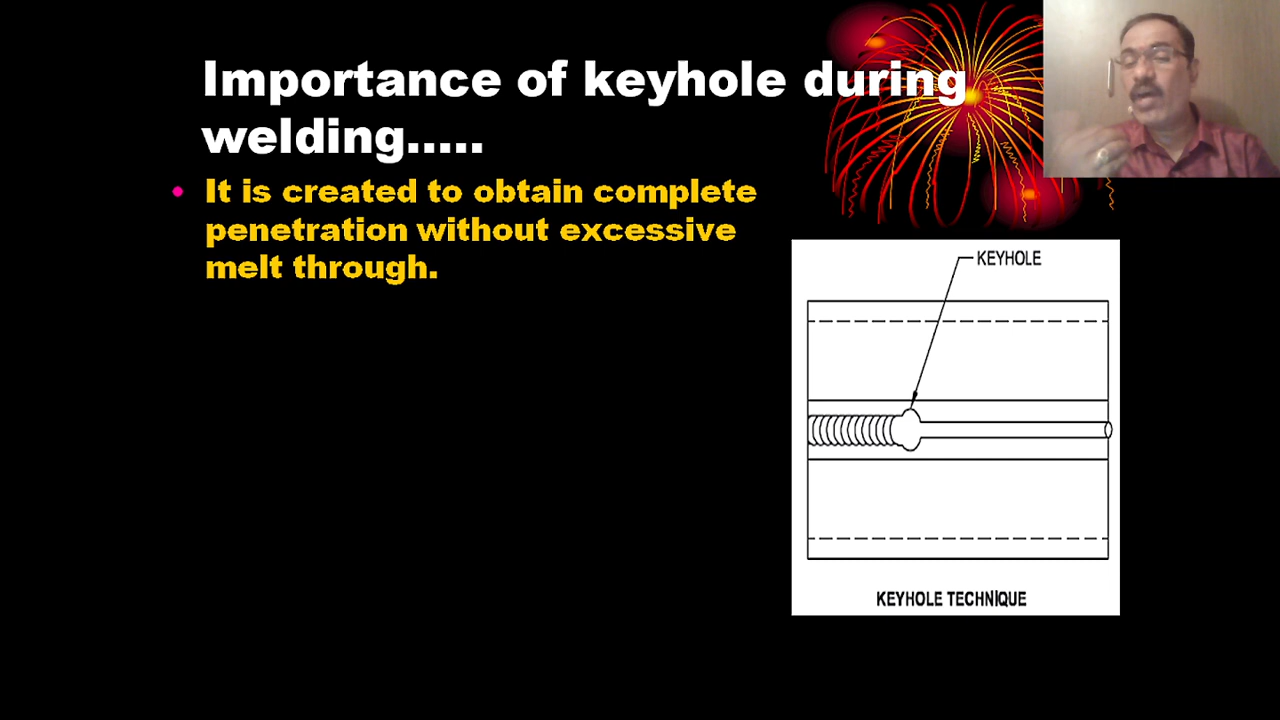 Importance of keyhole during
welding.....
• It is created to obtain complete
penetration without excessive
melt through.
KEYHOLE
KEYHOLE TECHNIQUE